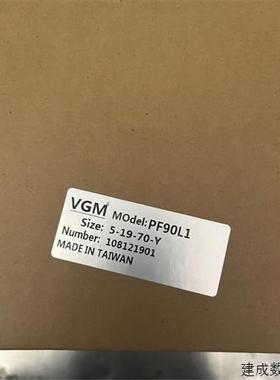 VGM® MOdel:PF90L1
Size: 5-19-70-Y
Number: 108121901
MADE IN TAIWAN
建成数